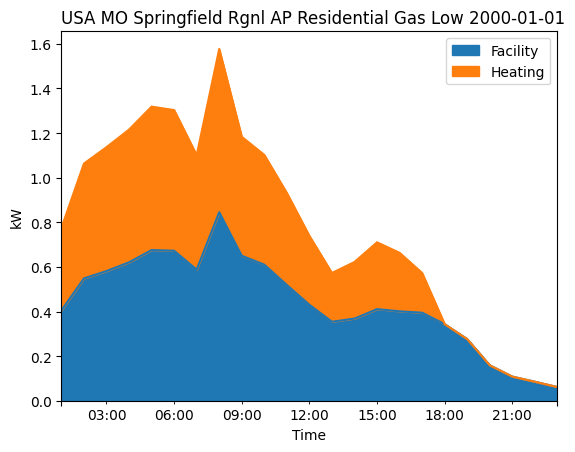 USA MO Springfield Rgnl AP Residential Gas Low 2000-01-01
Facility
Heating
kW
1.6
1.4
1.2
1.0
0.8
0.6
0.4
0.2
0.0
03:00 06:00 09:00 12:00 15:00 18:00 21:00
Time